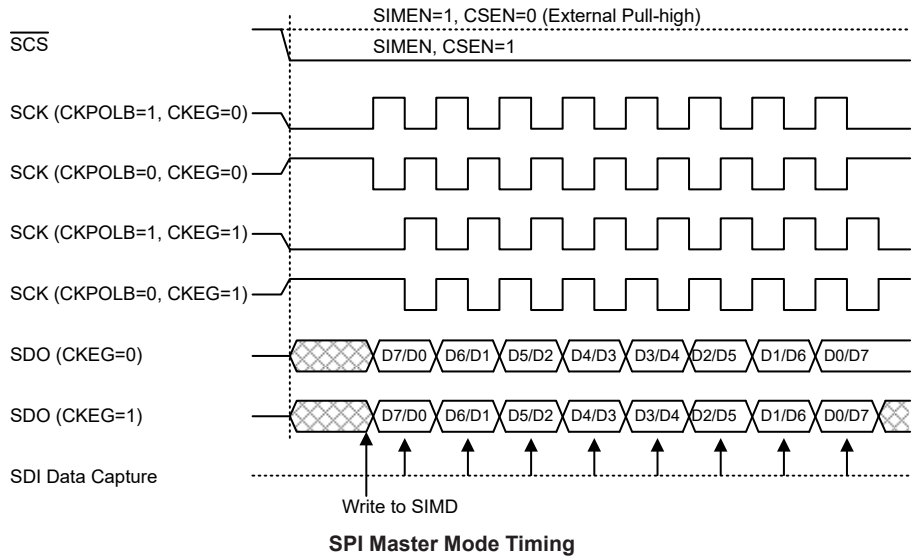 SIMEN=1, CSEN=0 (External Pull-high)
SCS
SIMEN, CSEN=1
SCK (CKPOLB=1, CKEG=0)
SCK (CKPOLB=0, CKEG=0)
SCK (CKPOLB=1, CKEG=1)
SCK (CKPOLB=0, CKEG=1)
SDO (CKEG=0) D7/D0 D6/D1 D5/D2 D4/D3 D3/D4 D2/D5 D1/D6 D0/D7
SDO (CKEG=1) D7/D0 D6/D1 D5/D2 D4/D3 D3/D4 D2/D5 D1/D6 D0/D7
SDI Data Capture
Write to SIMD
SPI Master Mode Timing